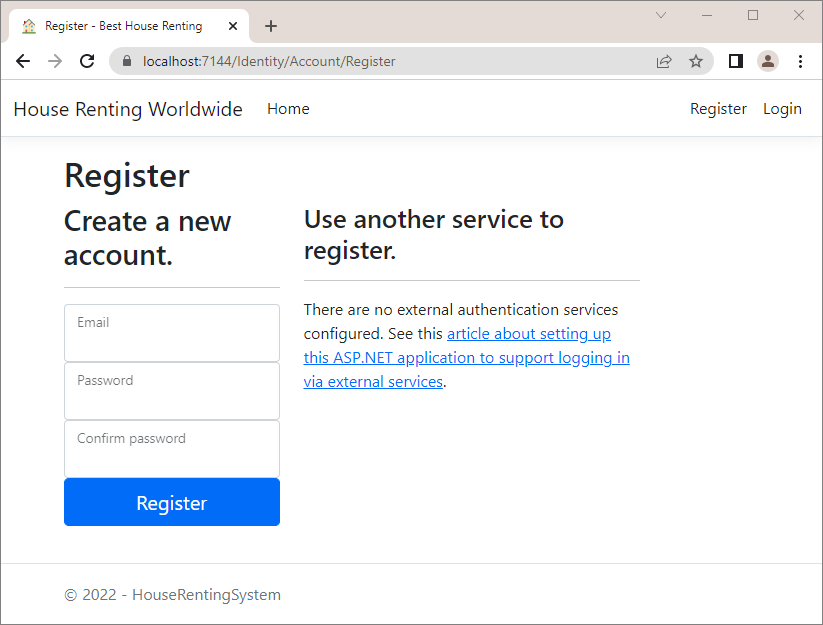 Register - Best House Renting
localhost:7144/Identity/Account/Register
House Renting Worldwide
Home
Register
Login
Register
Create a new
account.
Email
Password
Confirm password
Register
Use another service to
register.
There are no external authentication services
configured. See this article about setting up
this ASP.NET application to support logging in
via external services.
© 2022 - HouseRentingSystem